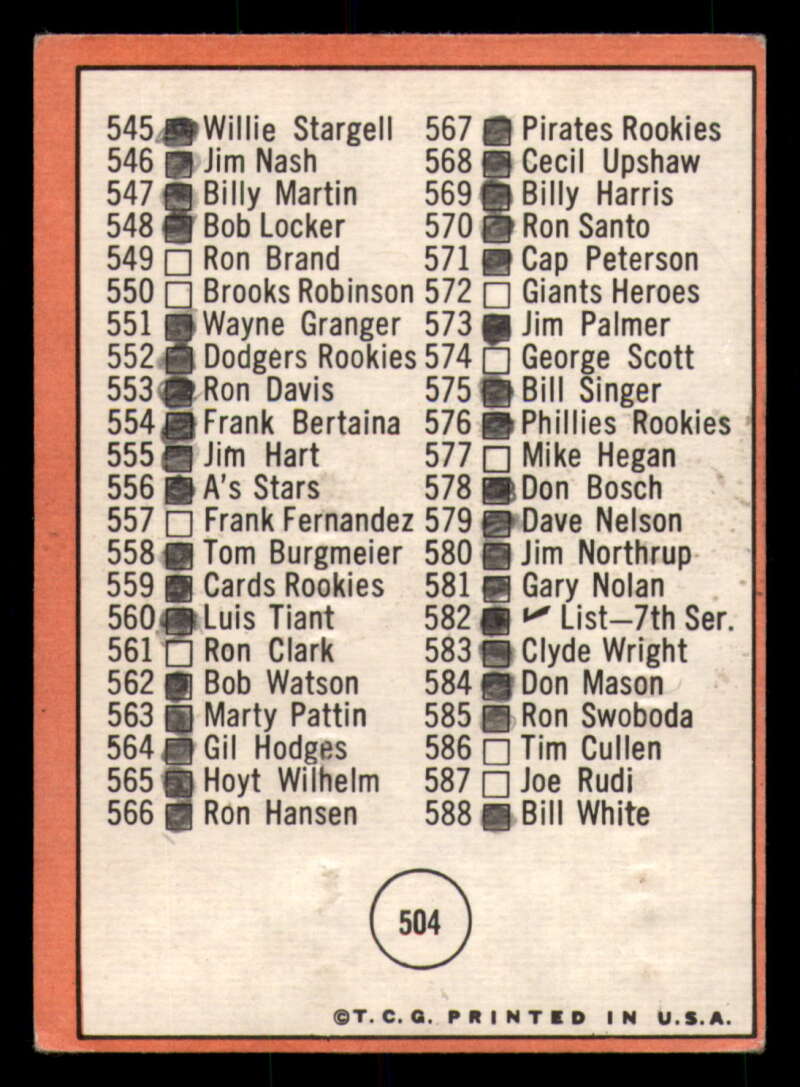 545 Willie Stargell
546 Jim Nash
547 Billy Martin
548 Bob Locker
549 Ron Brand
550 Brooks Robinson
551 Wayne Granger
552 Dodgers Rookies
553 Ron Davis
554 Frank Bertaina
555 Jim Hart
556 A's Stars
557 Frank Fernandez
558 Tom Burgmeier
559 Cards Rookies
560 Luis Tiant
561 Ron Clark
562 Bob Watson
563 Marty Pattin
564 Gil Hodges
565 Hoyt Wilhelm
566 Ron Hansen
567 Pirates Rookies
568 Cecil Upshaw
569 Billy Harris
570 Ron Santo
571 Cap Peterson
572 Giants Heroes
573 Jim Palmer
574 George Scott
575 Bill Singer
576 Phillies Rookies
577 Mike Hegan
578 Don Bosch
579 Dave Nelson
580 Jim Northrup
581 Gary Nolan
582 ✓ List—7th Ser.
583 Clyde Wright
584 Don Mason
585 Ron Swoboda
586 Tim Cullen
587 Joe Rudi
588 Bill White
504
©T.C.G. PRINTED IN U.S.A.